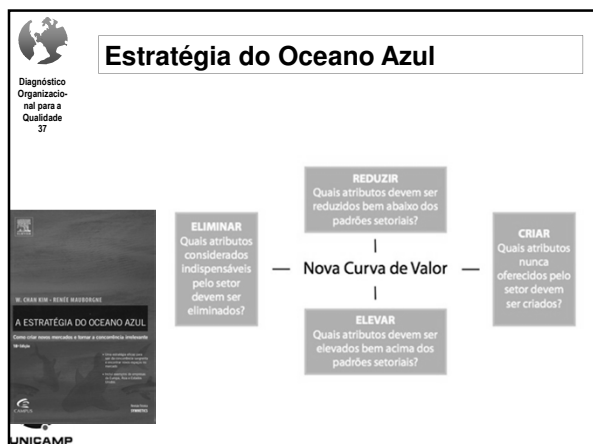 Estratégia do Oceano Azul
Diagnóstico
Organizacio-
nal para a
Qualidade
37
REDUZIR
Quais atributos devem ser
reduzidos bem abaixo dos
padrões setoriais?
ELIMINAR
Quais atributos
considerados
indispensáveis
pelo setor
devem ser
eliminados?
Nova Curva de Valor
CRIAR
Quais atributos
nunca
oferecidos pelo
setor devem
ser criados?
ELEVAR
Quais atributos devem ser
elevados bem acima dos
padrões setoriais?
W. CHAN KIM • RENÉE MAUBORGNE
A ESTRATÉGIA DO OCEANO AZUL
Como criar novos mercados e tornar a concorrência irrelevante
CAMPUS
UNICAMP